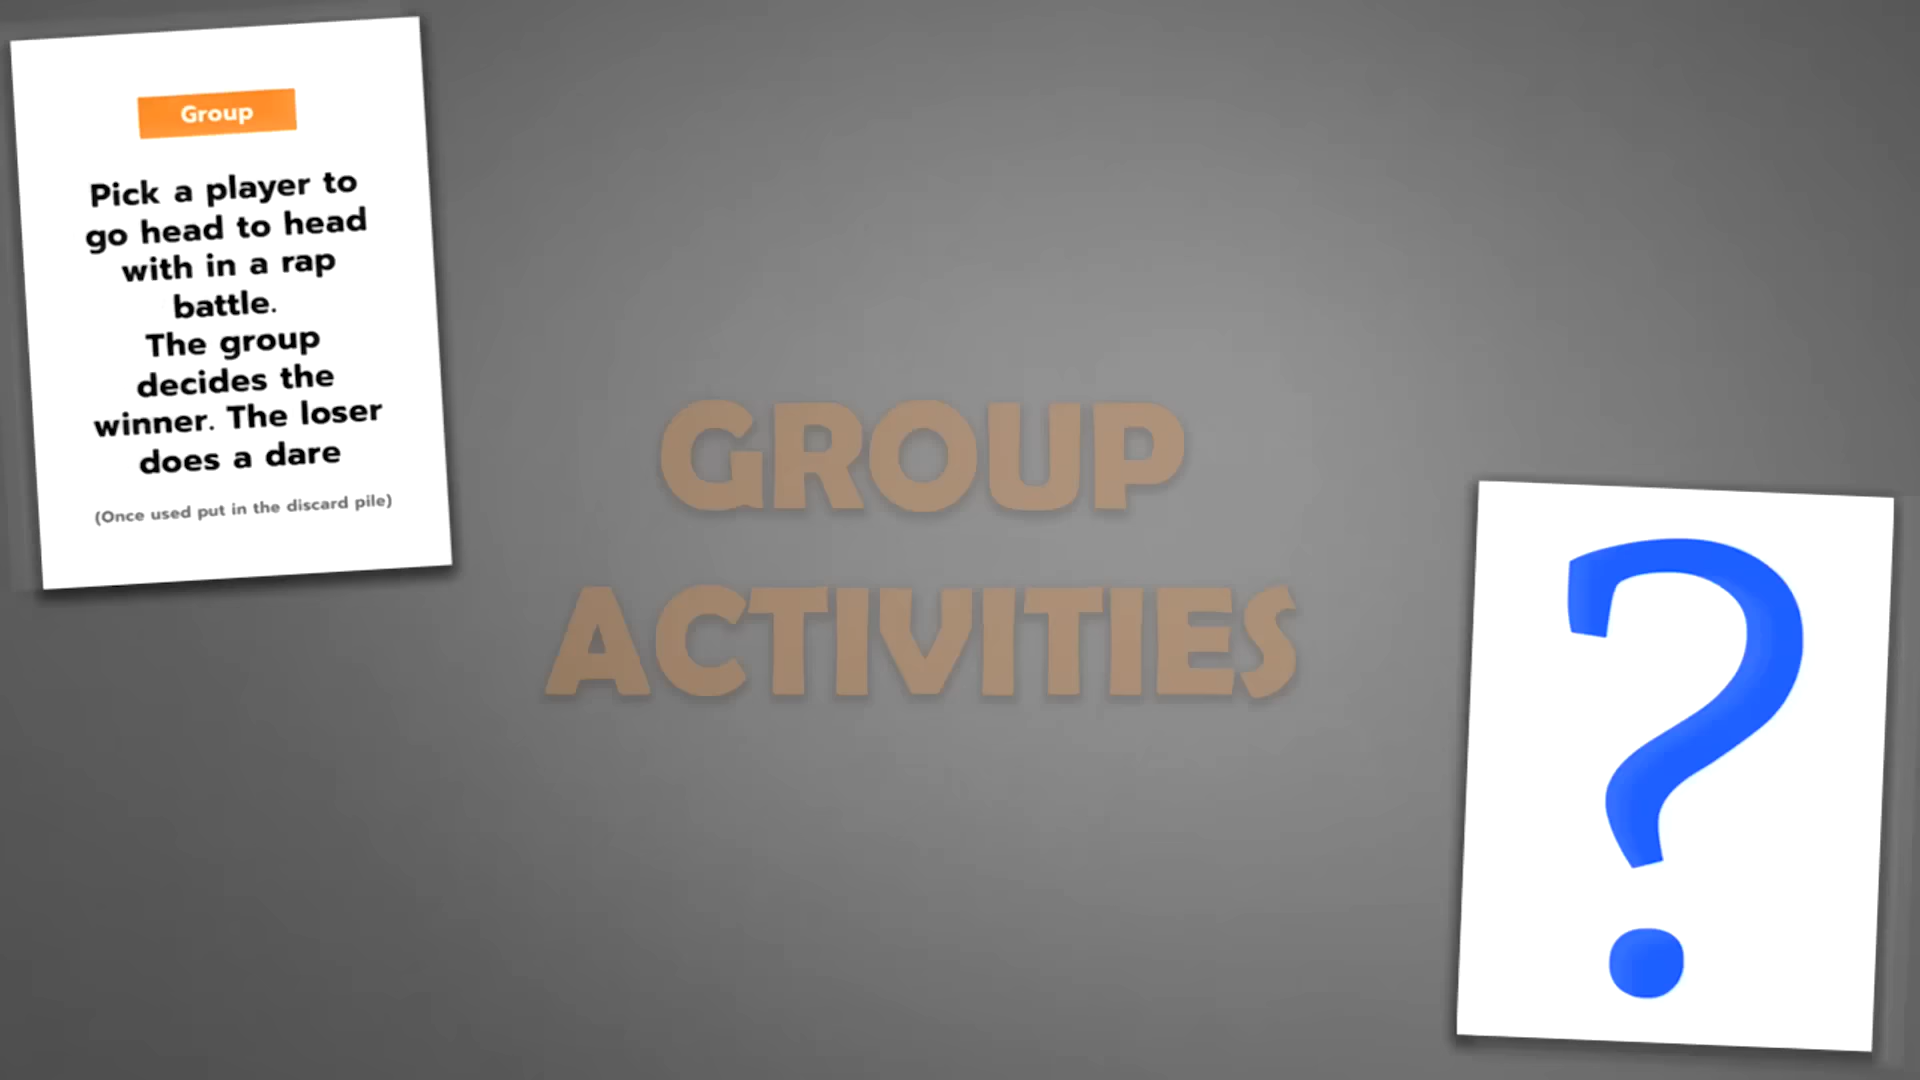 Group
Pick a player to
go head to head
with in a rap
battle.
The group
decides the
winner. The loser
does a dare
(Once used put in the discard pile)
GROUP
ACTIVITIES
?